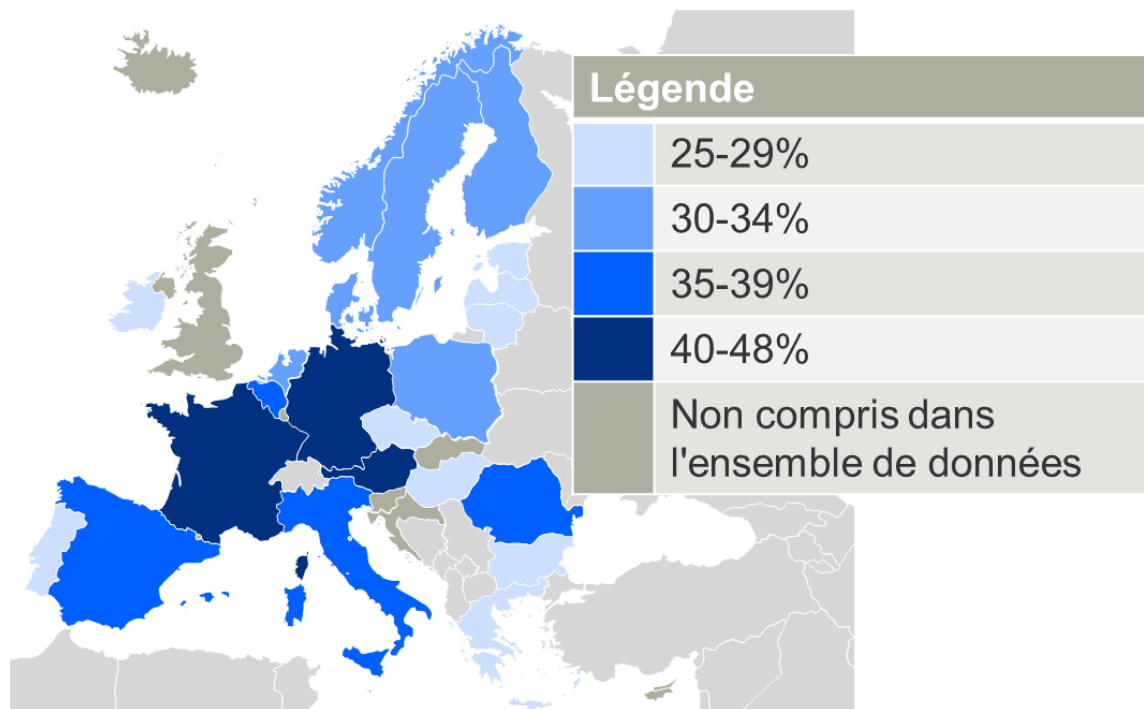 Légende
25-29%
30-34%
35-39%
40-48%
Non compris dans
l'ensemble de données